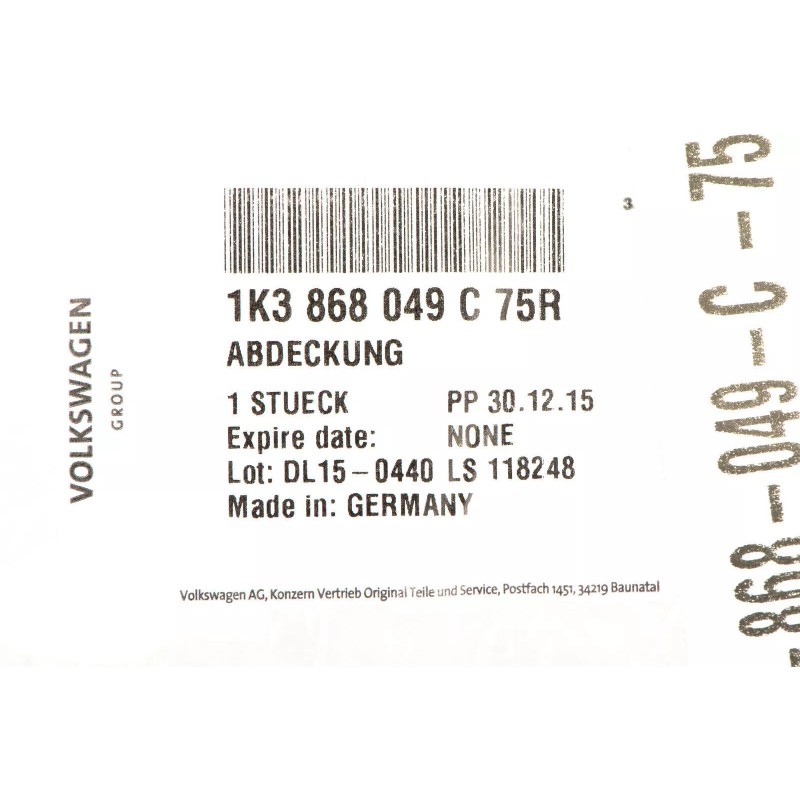 VOLKSWAGEN
GROUP
1K3 868 049 C 75R
ABDECKUNG
1 STUECK PP 30.12.15
Expire date: NONE
Lot: DL15-0440 LS 118248
Made in: GERMANY
Volkswagen AG, Konzern Vertrieb Original Teile und Service, Postfach 1451, 34219 Baunatal
3
-868-049-C-75